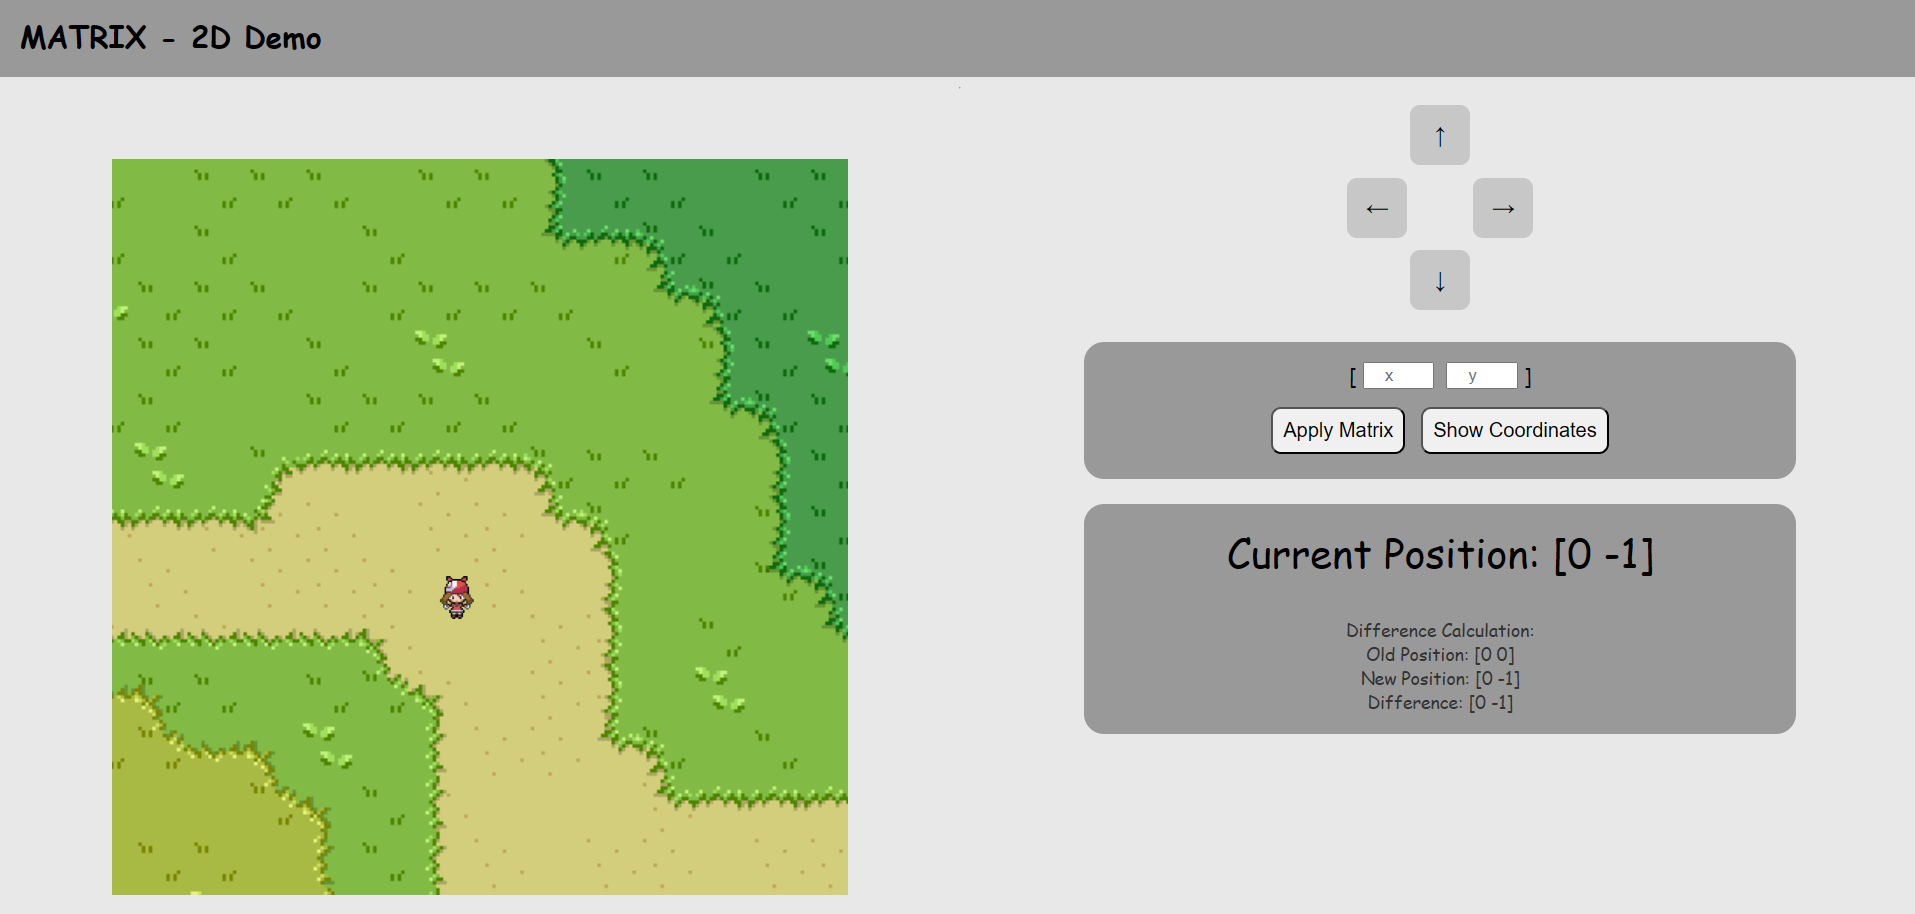 MATRIX - 2D Demo
↑
← →
↓
[ x y ]
Apply Matrix Show Coordinates
Current Position: [0 -1]
Difference Calculation:
Old Position: [0 0]
New Position: [0 -1]
Difference: [0 -1]